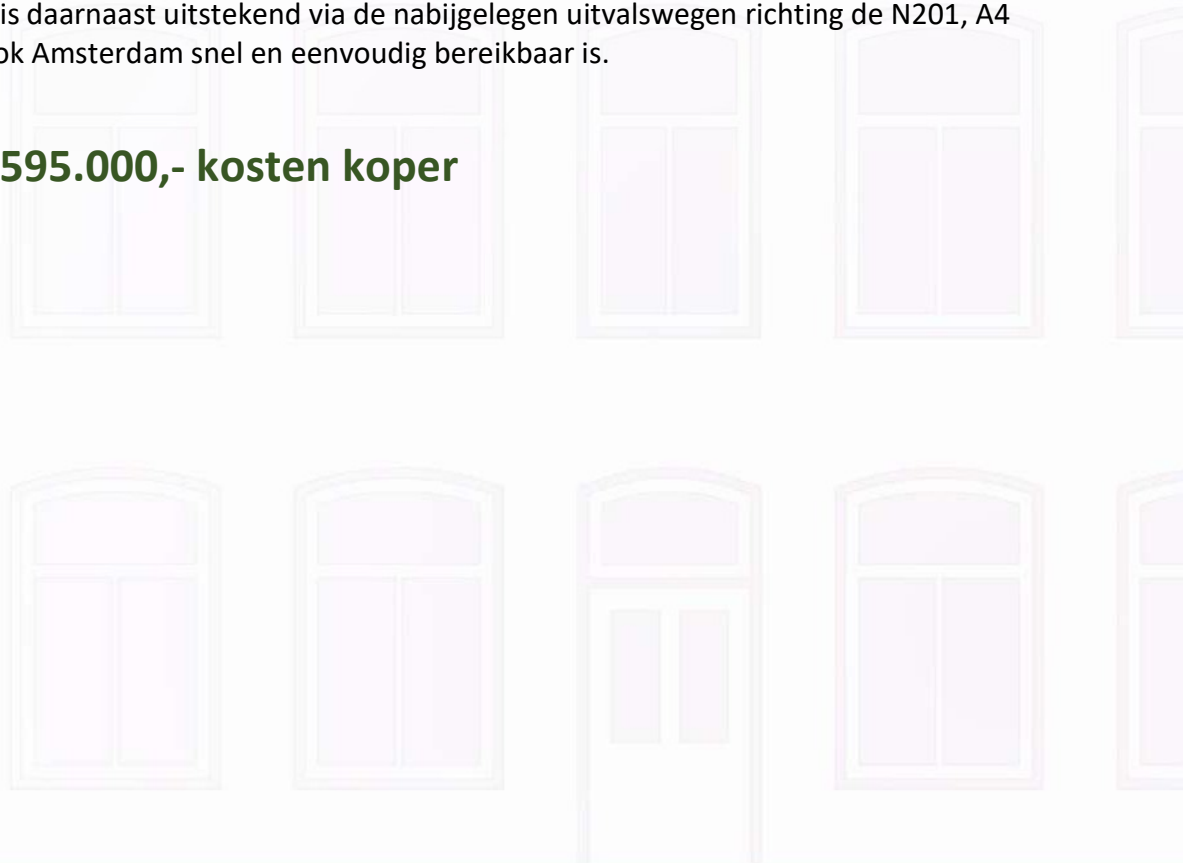 is daarnaast uitstekend via de nabijgelegen uitvalswegen richting de N201, A4
ok Amsterdam snel en eenvoudig bereikbaar is.
595.000,- kosten koper